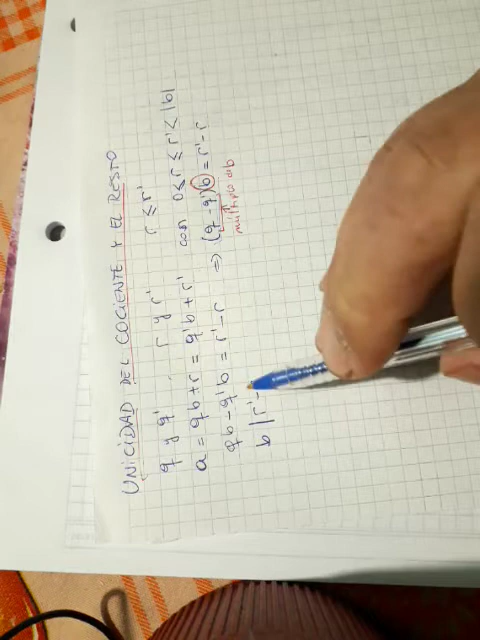 UNICIDAD DEL COCIENTE Y EL RESTO
q y q' , r y r' r ≤ r'
a = qb + r = q'b + r' con 0 ≤ r ≤ r' < |b|
qb - q'b = r' - r ⇒ (q - q')b = r' - r
múltiplo de b
b | r' -